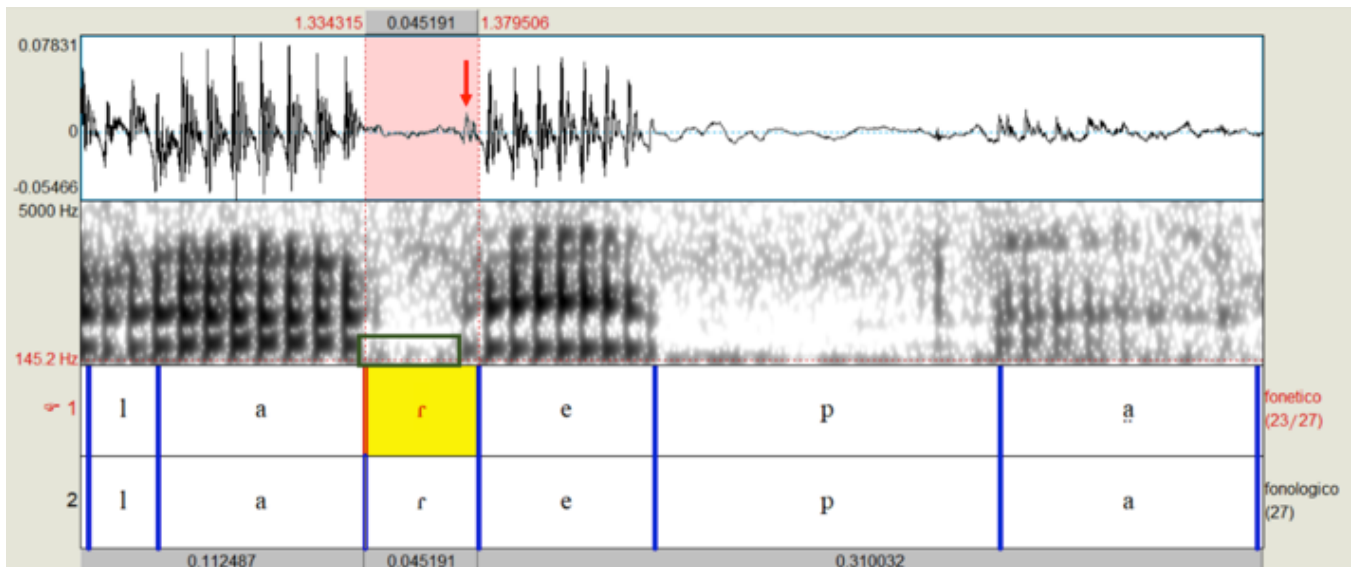 1.334315 0.045191 1.379506
0.07831
0
-0.05466
5000 Hz
145.2 Hz
1 l a ɾ e p a̤ fonetico
(23/27)
2 l a ɾ e p a fonologico
(27)
0.112487 0.045191 0.310032